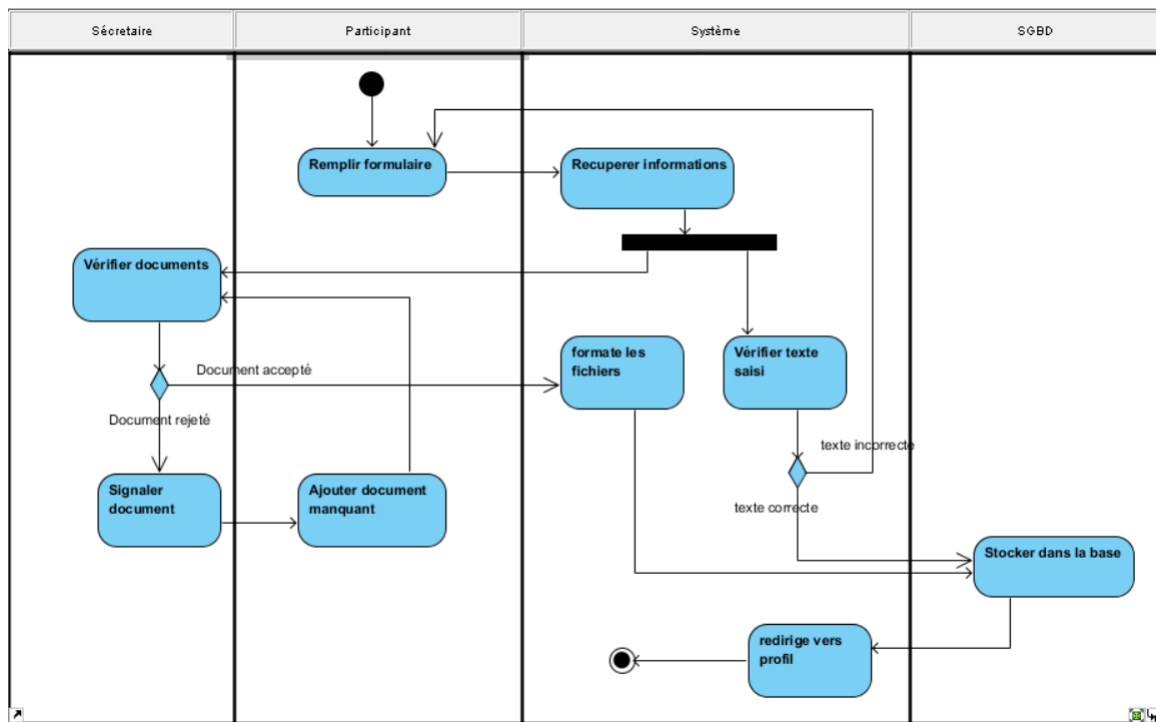 Sécretaire
Participant
Système
SGBD
Remplir formulaire
Recuperer informations
Vérifier documents
formate les
fichiers
Vérifier texte
saisi
Document accepté
Document rejeté
texte incorrecte
Signaler
document
Ajouter document
manquant
texte correcte
Stocker dans la base
redirige vers
profil